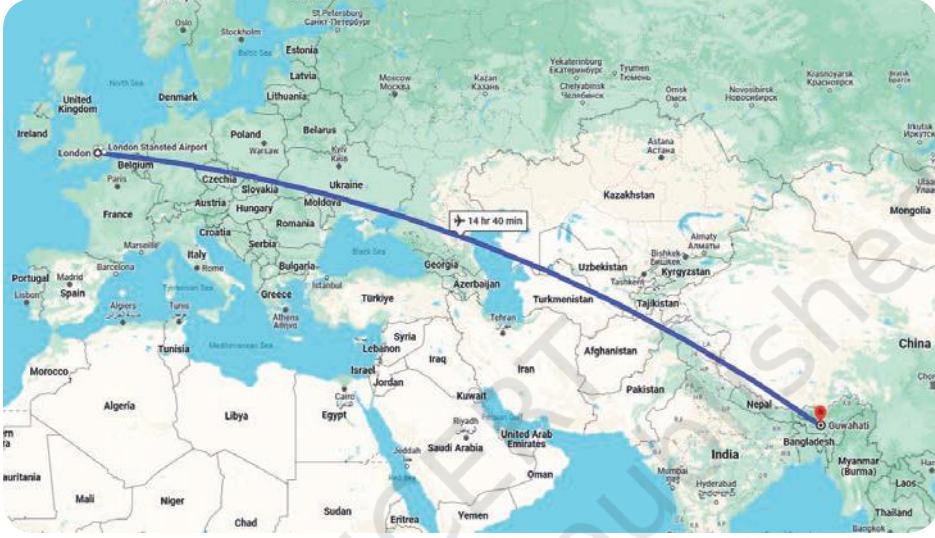 Oslo
Stockholm
St Petersburg
Санкт-Петербург
Baltic Sea
Estonia
North Sea
Latvia
Lithuania
Denmark
United
Kingdom
Ireland
Moscow
Москва
Kazan
Казань
Yekaterinburg
Екатеринбург
Chelyabinsk
Челябинск
Tyumen
Тюмень
Omsk
Омск
Novosibirsk
Новосибирск
Krasnoyarsk
Красноярск
Irkutsk
London
London Stansted Airport
Belgium
Poland
Warsaw
Belarus
Kyiv
Київ
Astana
Астана
Paris
Czechia
Slovakia
Ukraine
Austria
Hungary
Moldova
Kazakhstan
Mongolia
France
Croatia
Romania
14 hr 40 min
Serbia
Black Sea
Georgia
Almaty
Алматы
Bishkek
Бишкек
Kyrgyzstan
Marseille
Italy
Rome
Bulgaria
Istanbul
Azerbaijan
Uzbekistan
Tashkent
Portugal
Madrid
Barcelona
Lisbon
Spain
Tyrrhenian Sea
Greece
Athens
Αθήνα
Türkiye
Turkmenistan
Tajikistan
Algiers
Tunis
Tehran
Tunisia
Mediterranean Sea
Syria
Lebanon
Iraq
Iran
Afghanistan
China
Morocco
Israel
Jordan
Kuwait
Pakistan
Nepal
Guwahati
Algeria
Libya
Cairo
Egypt
Persian Gulf
Riyadh
الرياض
Saudi Arabia
United Arab
Emirates
Bangladesh
India
Myanmar
(Burma)
Jeddah
جدة
Red Sea
Oman
Mumbai
Hyderabad
Laos
Mali
Niger
Chad
Sudan
Eritrea
Yemen
Thailand
Bangkok